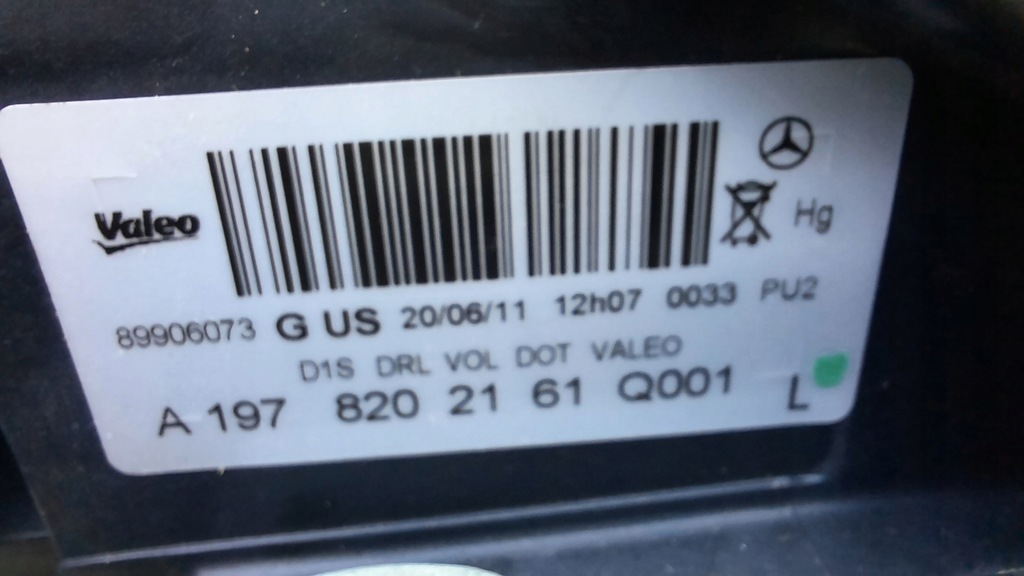 Valeo
Hg
89906073 G US 20/06/11 12h07 0033 PU2
D1S DRL VOL DOT VALEO
A 197 820 21 61 Q001 L